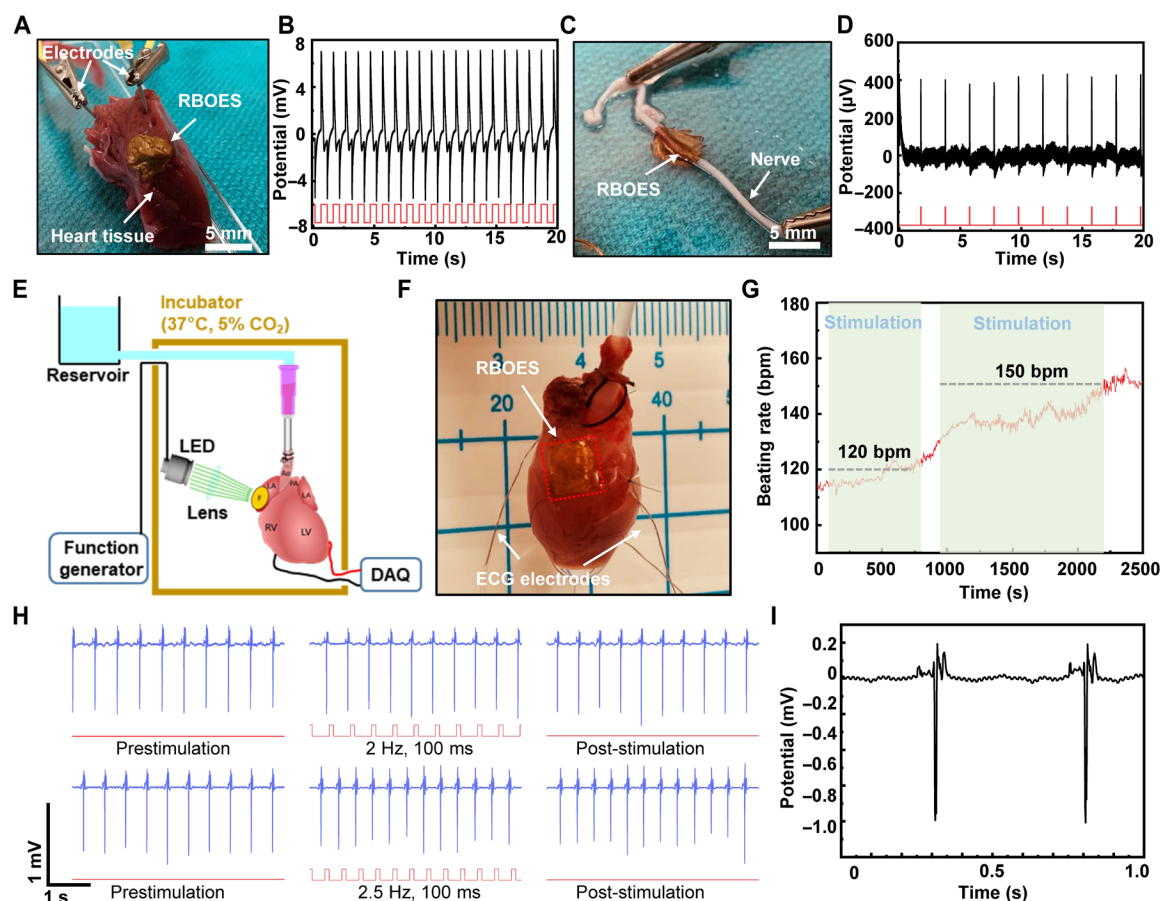 A
Electrodes
RBOES
Heart tissue
5 mm
B
Potential (mV)
8
4
0
−4
−8
0
5
10
15
20
Time (s)
C
RBOES
Nerve
5 mm
D
Potential (µV)
600
400
200
0
−200
−400
0
5
10
15
20
Time (s)
E
Reservoir
Incubator
(37°C, 5% CO₂)
LED
Lens
Function
generator
Ao
LA
PA
LA
RV
LV
DAQ
F
3
5
6
RBOES
20
40
ECG electrodes
G
Beating rate (bpm)
180
160
140
120
100
Stimulation
Stimulation
150 bpm
120 bpm
0
500
1000
1500
2000
2500
Time (s)
H
Prestimulation
2 Hz, 100 ms
Post-stimulation
1 mV
1 s
Prestimulation
2.5 Hz, 100 ms
Post-stimulation
I
Potential (mV)
0.2
0
−0.2
−0.4
−0.6
−0.8
−1.0
0
0.5
1.0
Time (s)